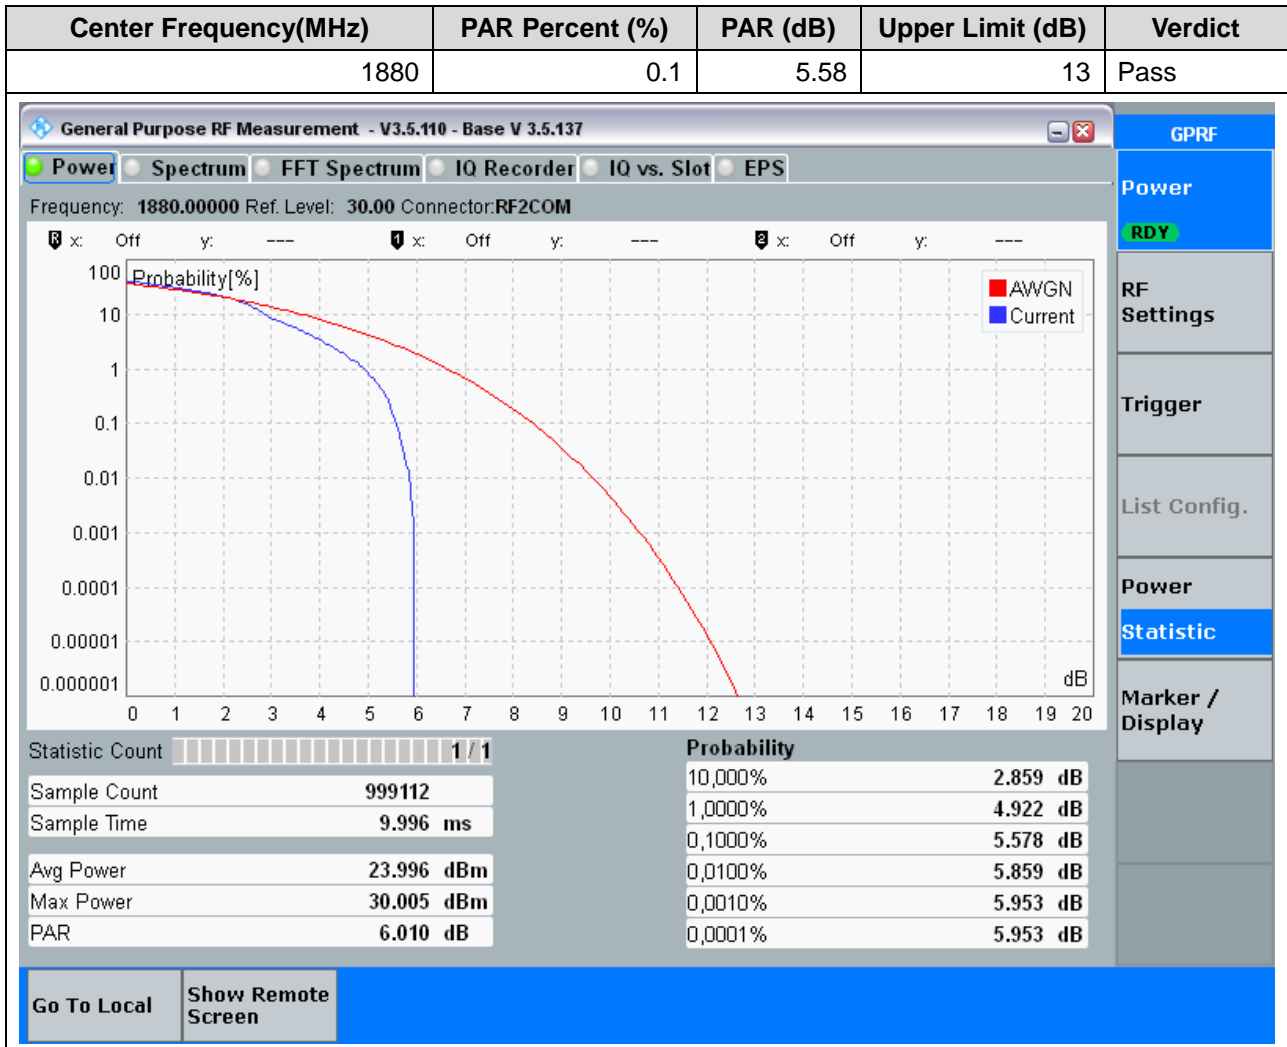 Center Frequency(MHz) PAR Percent (%) PAR (dB) Upper Limit (dB) Verdict
1880 0.1 5.58 13 Pass
General Purpose RF Measurement - V3.5.110 - Base V 3.5.137
GPRF
Power Spectrum FFT Spectrum IQ Recorder IQ vs. Slot EPS
Power
RDY
Frequency: 1880.00000 Ref. Level: 30.00 Connector:RF2COM
R x: Off y: --- 1 x: Off y: --- 2 x: Off y: ---
Probability[%]
AWGN
Current
100
10
1
0.1
0.01
0.001
0.0001
0.00001
0.000001
dB
0 1 2 3 4 5 6 7 8 9 10 11 12 13 14 15 16 17 18 19 20
RF
Settings
Trigger
List Config.
Power
Statistic
Marker /
Display
Statistic Count 1 / 1
Sample Count 999112
Sample Time 9.996 ms
Avg Power 23.996 dBm
Max Power 30.005 dBm
PAR 6.010 dB
Probability
10,000% 2.859 dB
1,0000% 4.922 dB
0,1000% 5.578 dB
0,0100% 5.859 dB
0,0010% 5.953 dB
0,0001% 5.953 dB
Go To Local
Show Remote
Screen